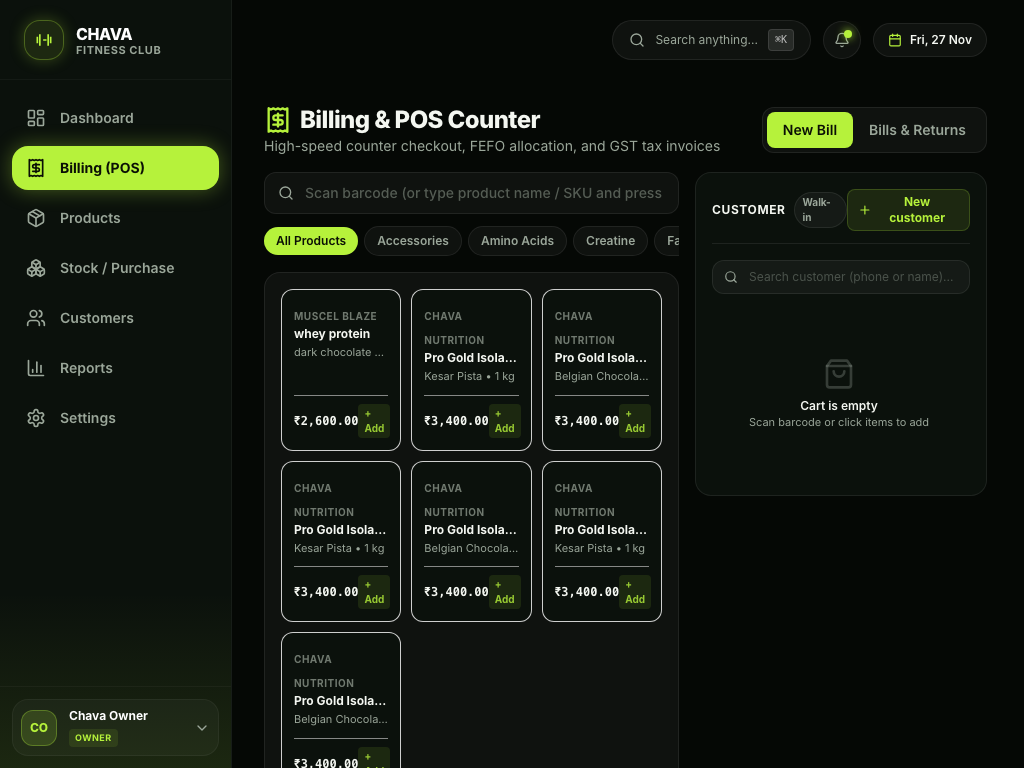 CHAVA
FITNESS CLUB
Search anything...
⌘K
Fri, 27 Nov
Dashboard
Billing (POS)
Products
Stock / Purchase
Customers
Reports
Settings
CO
Chava Owner
OWNER
Billing & POS Counter
High-speed counter checkout, FEFO allocation, and GST tax invoices
New Bill
Bills & Returns
Scan barcode (or type product name / SKU and press
All Products
Accessories
Amino Acids
Creatine
Fa
MUSCEL BLAZE
whey protein
dark chocolate ...
₹2,600.00
+
Add
CHAVA
NUTRITION
Pro Gold Isola...
Kesar Pista • 1 kg
₹3,400.00
+
Add
CHAVA
NUTRITION
Pro Gold Isola...
Belgian Chocola...
₹3,400.00
+
Add
CHAVA
NUTRITION
Pro Gold Isola...
Kesar Pista • 1 kg
₹3,400.00
+
Add
CHAVA
NUTRITION
Pro Gold Isola...
Belgian Chocola...
₹3,400.00
+
Add
CHAVA
NUTRITION
Pro Gold Isola...
Kesar Pista • 1 kg
₹3,400.00
+
Add
CHAVA
NUTRITION
Pro Gold Isola...
Belgian Chocola...
₹3,400.00
+
Add
CUSTOMER
Walk-
in
+ New
customer
Search customer (phone or name)...
Cart is empty
Scan barcode or click items to add